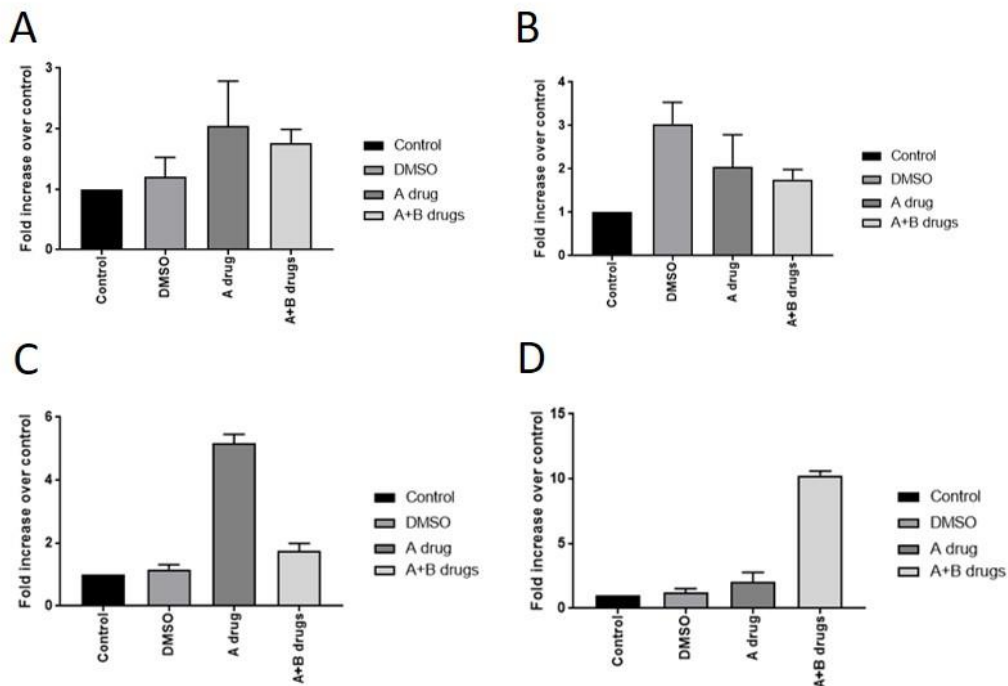 A
Fold increase over control
3
2
1
0
Control
DMSO
A drug
A+B drugs
Control
DMSO
A drug
A+B drugs
B
Fold increase over control
4
3
2
1
0
Control
DMSO
A drug
A+B drugs
Control
DMSO
A drug
A+B drugs
C
Fold increase over control
6
4
2
0
Control
DMSO
A drug
A+B drugs
Control
DMSO
A drug
A+B drugs
D
Fold increase over control
15
10
5
0
Control
DMSO
A drug
A+B drugs
Control
DMSO
A drug
A+B drugs